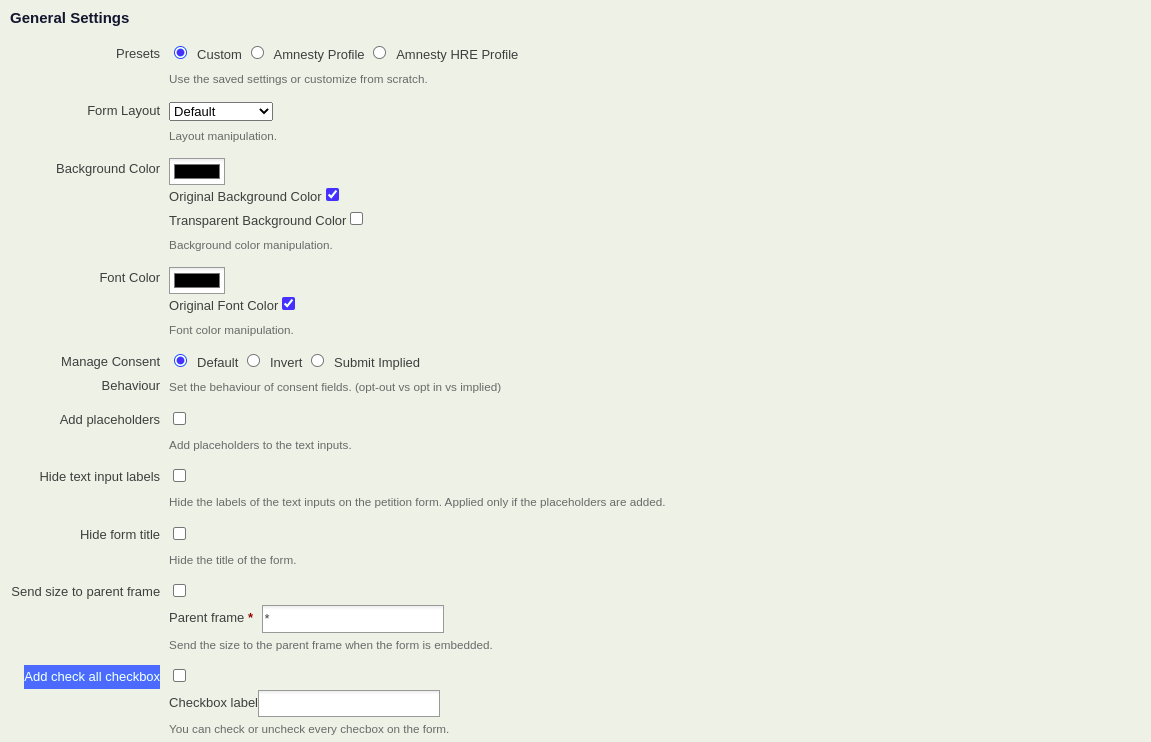 General Settings
Presets Custom Amnesty Profile Amnesty HRE Profile
Use the saved settings or customize from scratch.
Form Layout Default
Layout manipulation.
Background Color
Original Background Color
Transparent Background Color
Background color manipulation.
Font Color
Original Font Color
Font color manipulation.
Manage Consent Default Invert Submit Implied
Behaviour Set the behaviour of consent fields. (opt-out vs opt in vs implied)
Add placeholders
Add placeholders to the text inputs.
Hide text input labels
Hide the labels of the text inputs on the petition form. Applied only if the placeholders are added.
Hide form title
Hide the title of the form.
Send size to parent frame
Parent frame * *
Send the size to the parent frame when the form is embedded.
Add check all checkbox
Checkbox label
You can check or uncheck every checbox on the form.